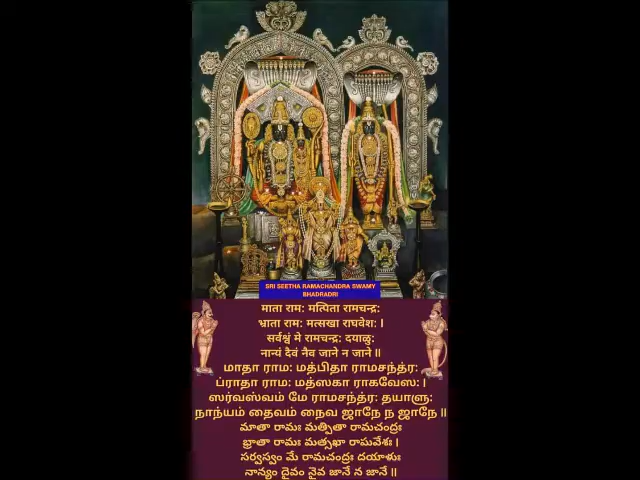 SRI SEETHA RAMACHANDRA SWAMY
BHADRADRI
माता रामः मत्पिता रामचन्द्रः
भ्राता रामः मत्सखा राघवेशः ।
सर्वश्वं मे रामचन्द्रः दयाळुः
नान्यं दैवं नैव जाने न जाने ॥
மாதா ராம: மத்பிதா ராமசந்த்ர:
ப்ராதா ராம: மத்ஸகா ராகவேஸ: |
ஸர்வஸ்வம் மே ராமசந்த்ர: தயாளு:
நாந்யம் தைவம் நைவ ஜாநே ந ஜாநே ||
మాతా రామః మత్పితా రామచంద్రః
భ్రాతా రామః మత్సఖా రాఘవేశః |
సర్వస్వం మే రామచంద్రః దయాళుః
నాన్యం దైవం నైవ జానే న జానే ||